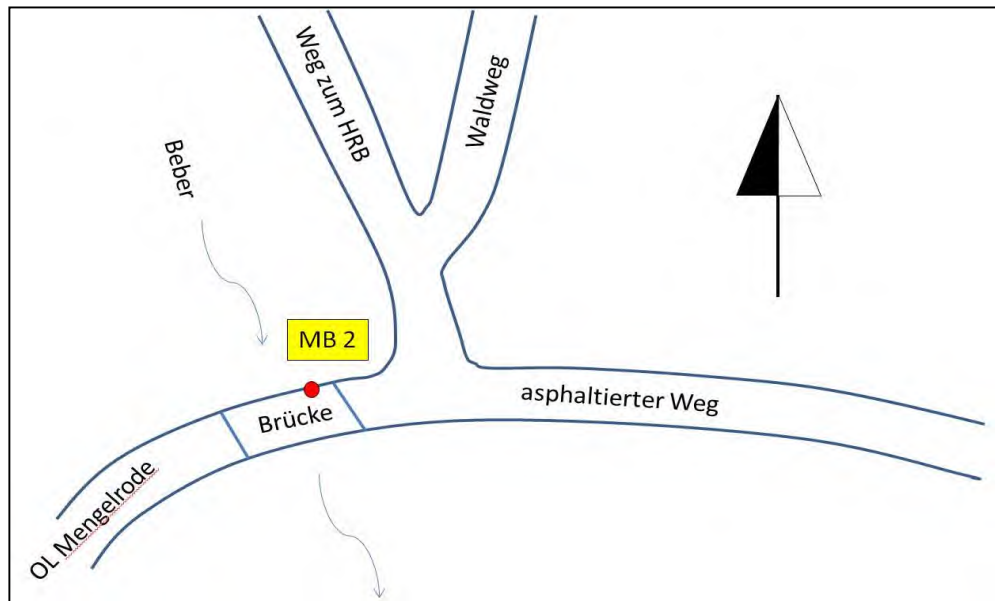 Weg zum HRB
Waldweg
Beber
MB 2
asphaltierter Weg
Brücke
OL Mengelrode